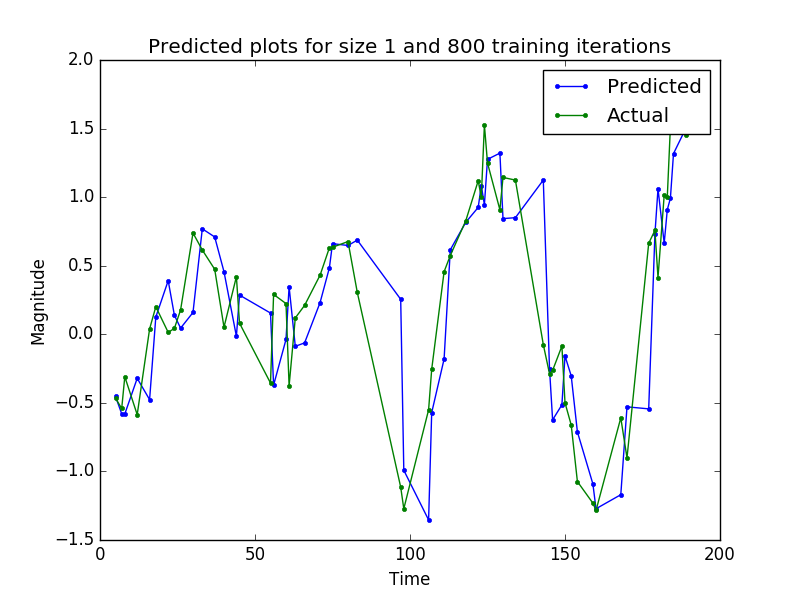 Predicted plots for size 1 and 800 training iterations
2.0
1.5
1.0
0.5
0.0
−0.5
−1.0
−1.5
Magnitude
Predicted
Actual
0
50
100
150
200
Time